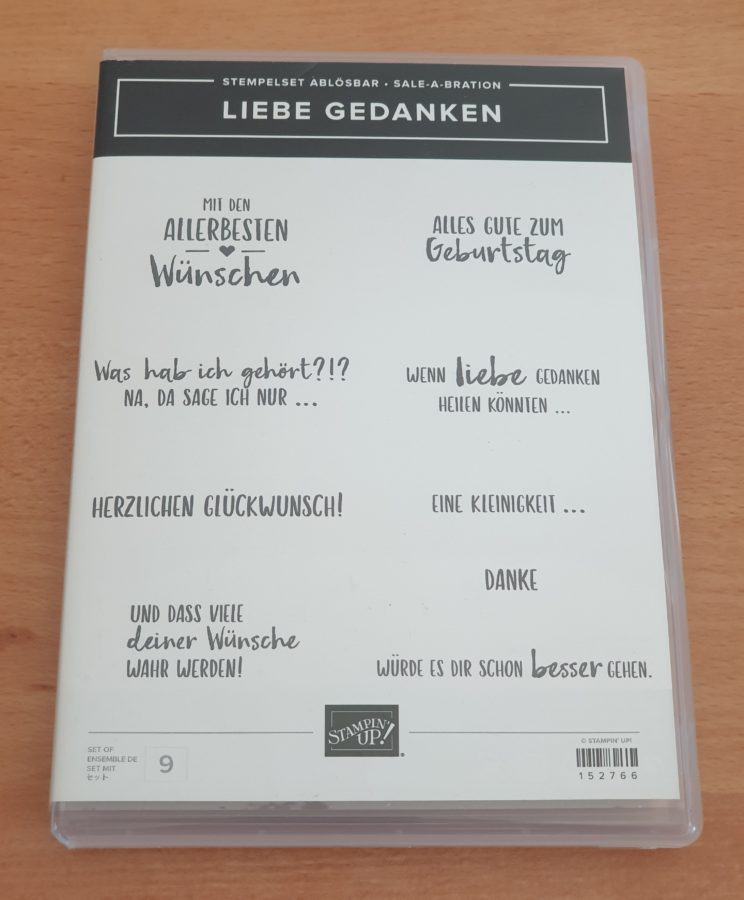 STEMPELSET ABLÖSBAR • SALE-A-BRATION
LIEBE GEDANKEN
MIT DEN
ALLERBESTEN
Wünschen
ALLES GUTE ZUM
Geburtstag
Was hab ich gehört?!?
NA, DA SAGE ICH NUR ...
WENN liebe GEDANKEN
HEILEN KÖNNTEN ...
HERZLICHEN GLÜCKWUNSCH!
EINE KLEINIGKEIT ...
DANKE
UND DASS VIELE
deiner Wünsche
WAHR WERDEN!
WÜRDE ES DIR SCHON besser GEHEN.
STAMPIN' UP!
SET OF
ENSEMBLE DE
SET MIT
セット
9
© STAMPIN' UP!
152766